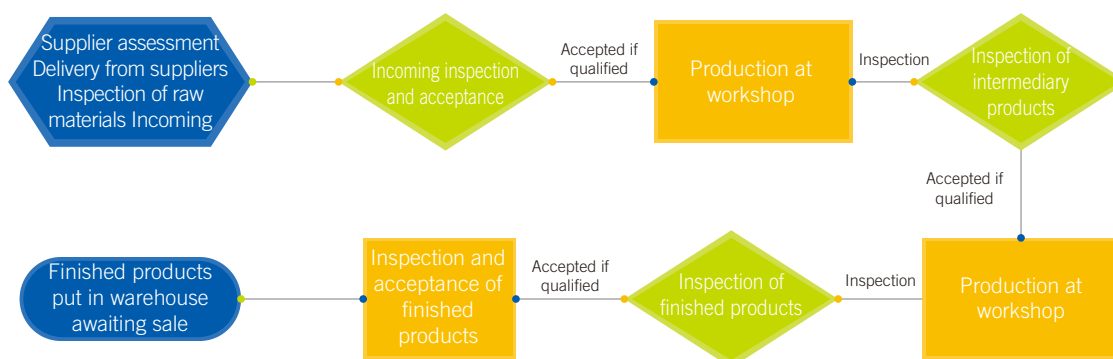 Supplier assessment
Delivery from suppliers
Inspection of raw
materials Incoming
Incoming inspection
and acceptance
Accepted if
qualified
Production at
workshop
Inspection
Inspection of
intermediary
products
Accepted if
qualified
Production at
workshop
Inspection
Inspection of
finished products
Accepted if
qualified
Inspection and
acceptance of
finished
products
Finished products
put in warehouse
awaiting sale